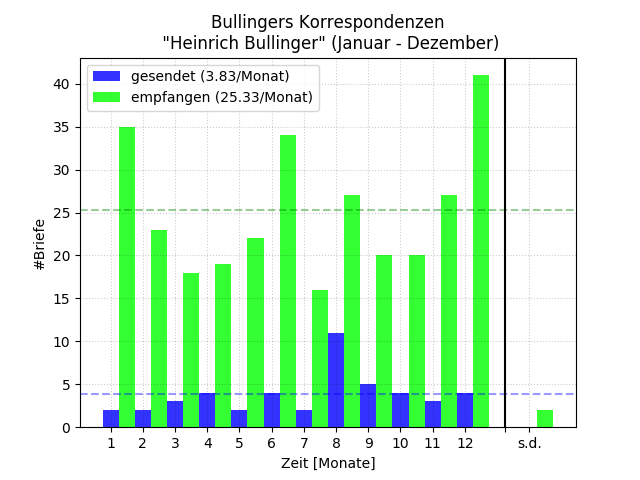 Bullingers Korrespondenzen
"Heinrich Bullinger" (Januar - Dezember)
gesendet (3.83/Monat)
empfangen (25.33/Monat)
40
35
30
25
20
15
10
5
0
#Briefe
1 2 3 4 5 6 7 8 9 10 11 12 s.d.
Zeit [Monate]